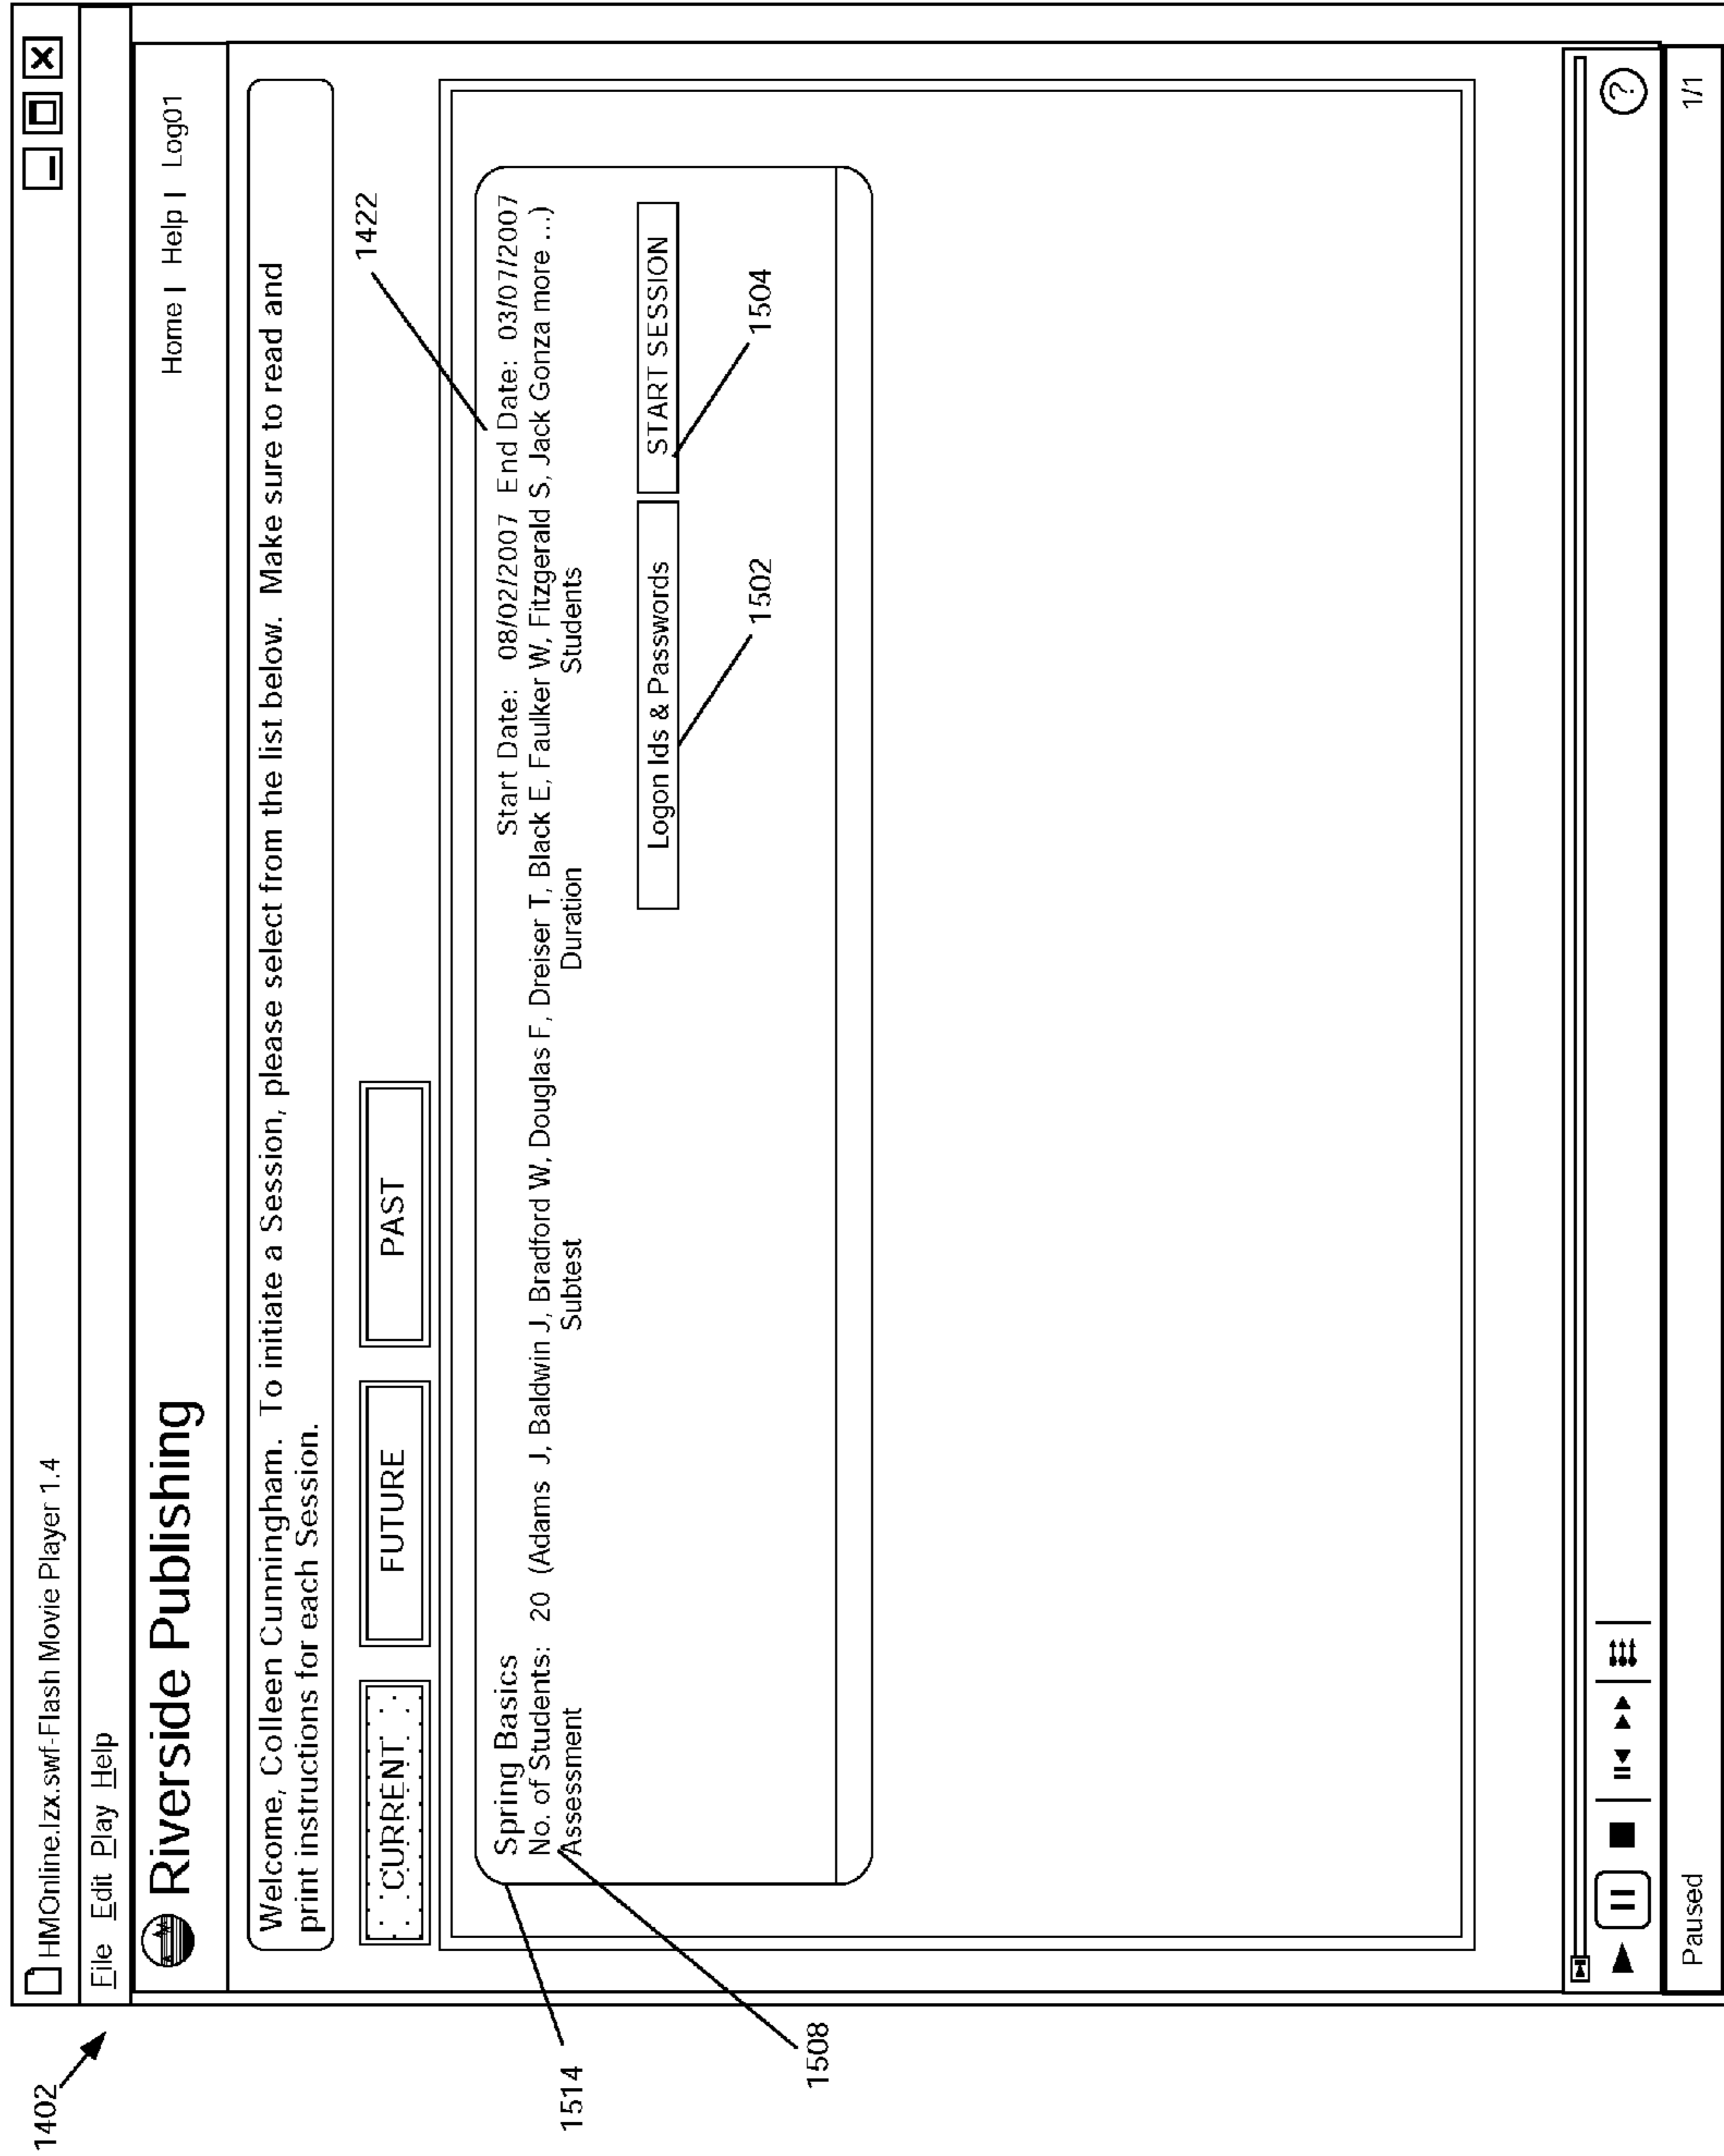 1402
HMOnline.lzx.swf-Flash Movie Player 1.4
File Edit Play Help
Riverside Publishing
Home | Help | Log01
Welcome, Colleen Cunningham. To initiate a Session, please select from the list below. Make sure to read and
print instructions for each Session.
CURRENT FUTURE PAST
1422
Spring Basics Start Date: 08/02/2007 End Date: 03/07/2007
No. of Students: 20 (Adams J, Baldwin J, Bradford W, Douglas F, Dreiser T, Black E, Faulker W, Fitzgerald S, Jack Gonza more ...)
Assessment Subtest Duration Students
1514
Logon Ids & Passwords START SESSION
1508
1502
1504
?
Paused 1/1